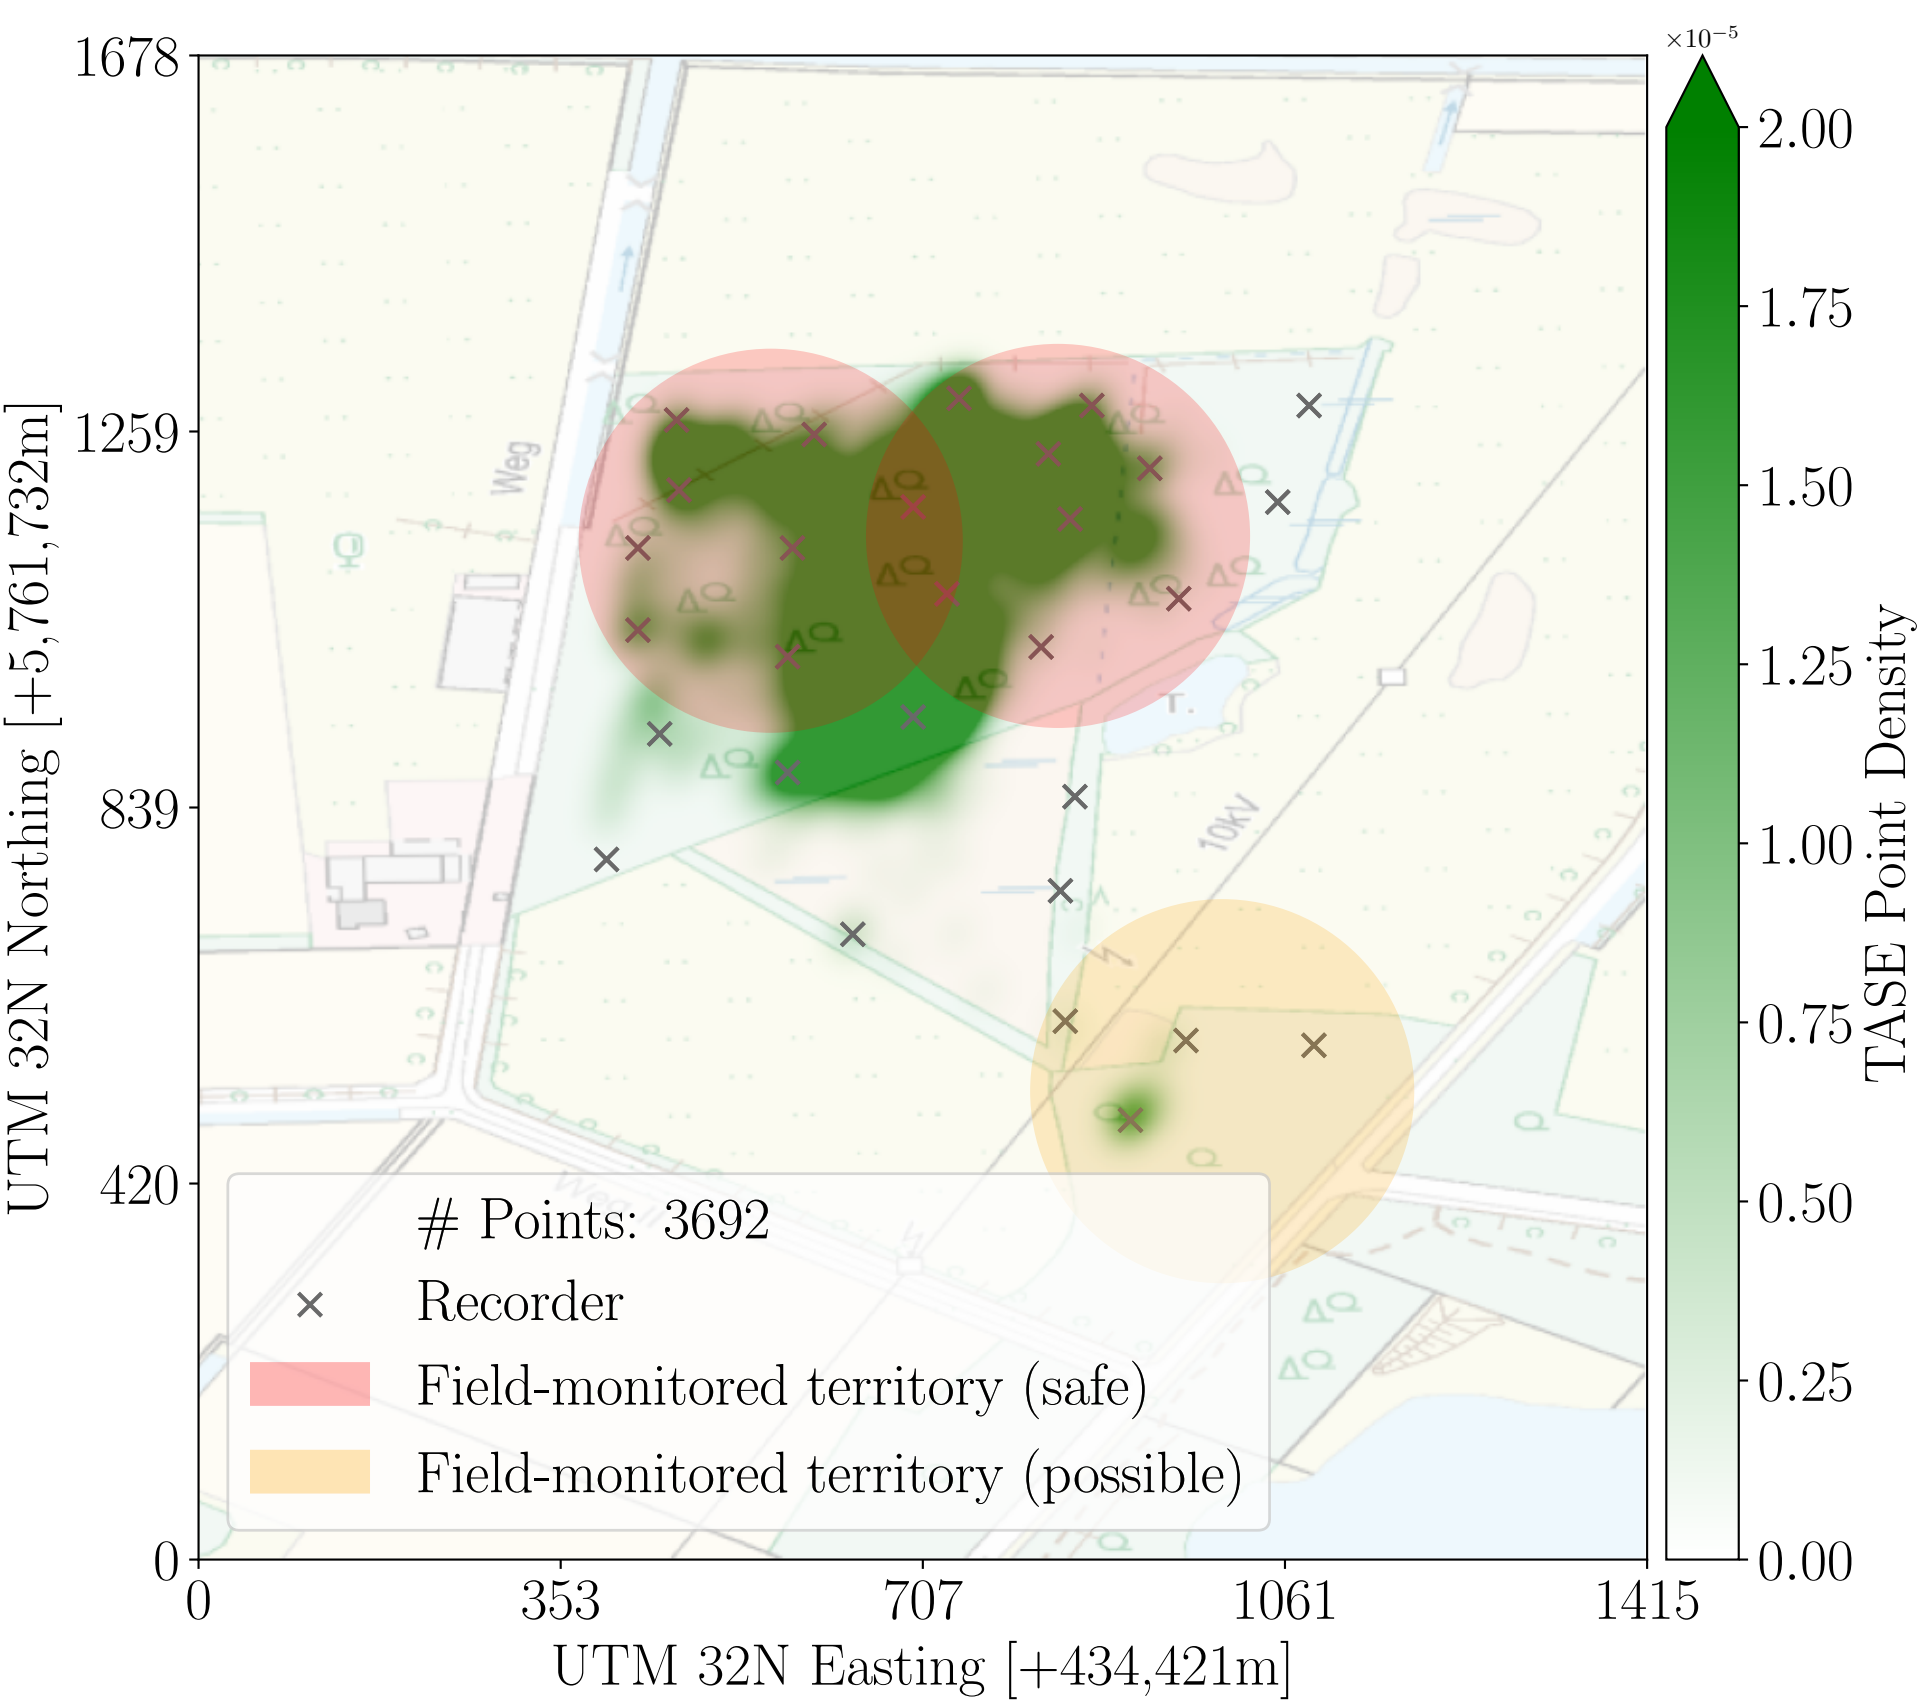 ×10⁻⁵
1678
1259
839
420
0
UTM 32N Northing [+5,761,732m]
Weg
T.
10kV
Weg
# Points: 3692
Recorder
Field-monitored territory (safe)
Field-monitored territory (possible)
0
353
707
1061
1415
UTM 32N Easting [+434,421m]
2.00
1.75
1.50
1.25
1.00
0.75
0.50
0.25
0.00
TASE Point Density